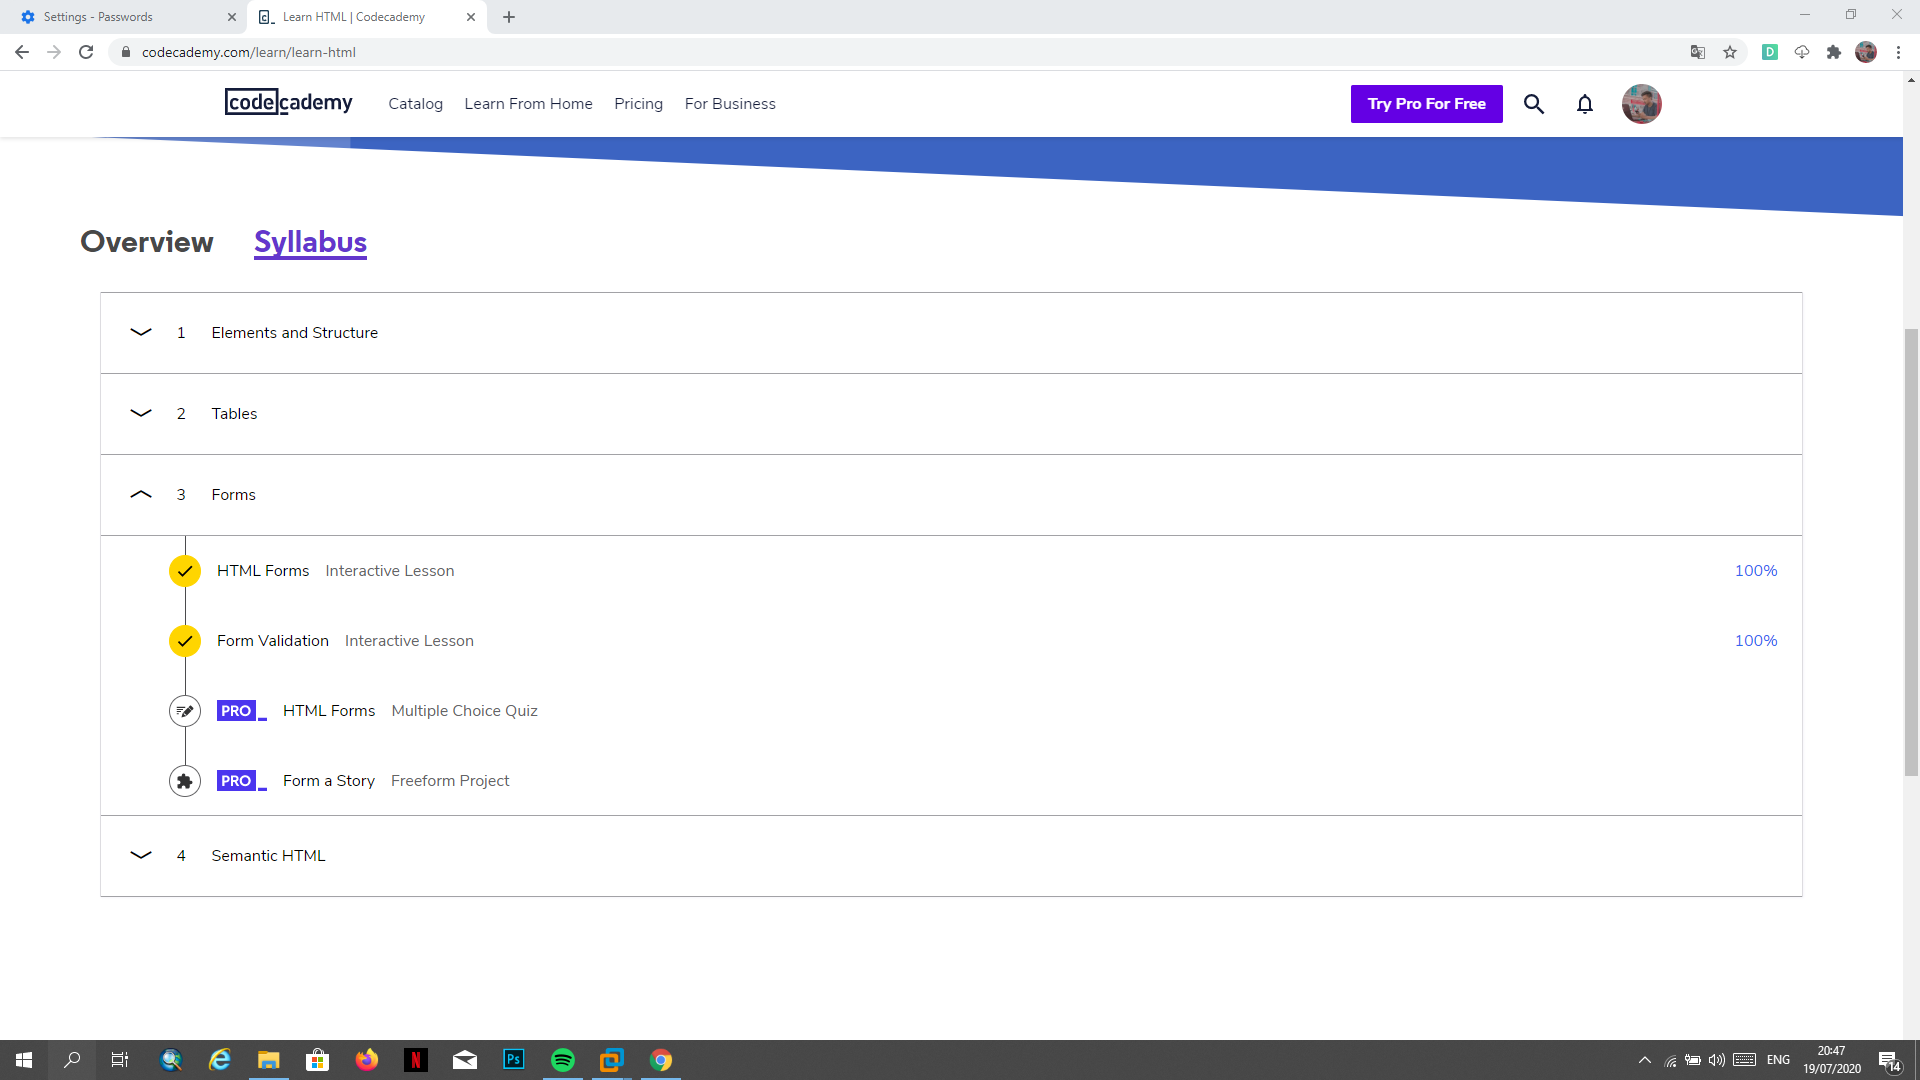 Settings - Passwords
Learn HTML | Codecademy
codecademy.com/learn/learn-html
D
codecademy
Catalog Learn From Home Pricing For Business
Try Pro For Free
Overview Syllabus
1 Elements and Structure
2 Tables
3 Forms
HTML Forms Interactive Lesson 100%
Form Validation Interactive Lesson 100%
PRO_ HTML Forms Multiple Choice Quiz
PRO_ Form a Story Freeform Project
4 Semantic HTML
N
Ps
ENG
20:47
19/07/2020
14